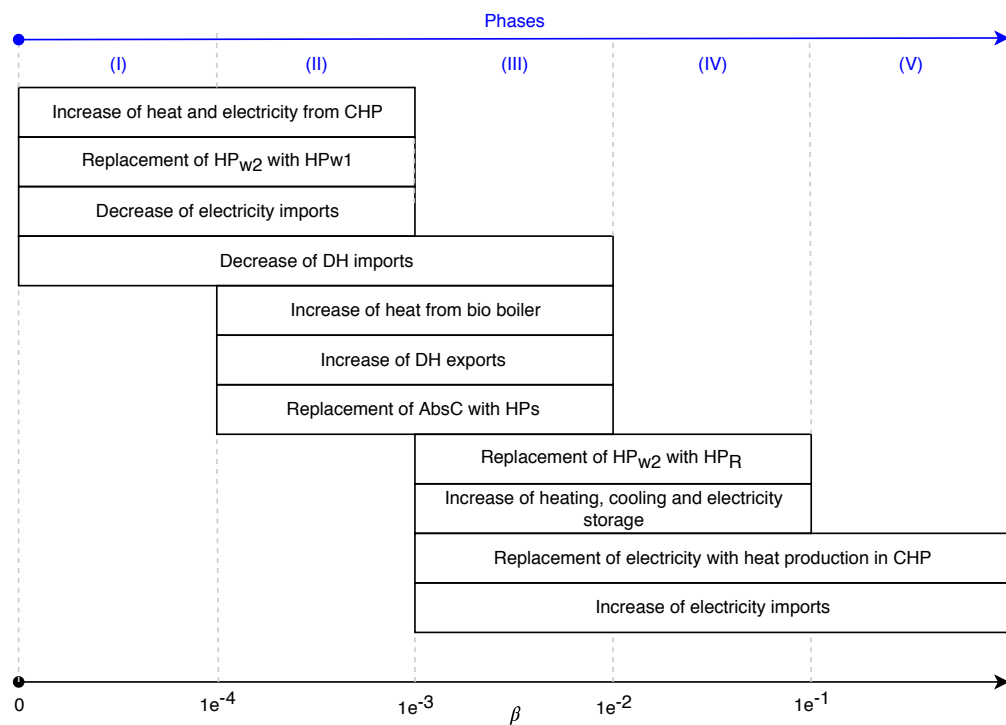 Phases
(I) (II) (III) (IV) (V)
Increase of heat and electricity from CHP
Replacement of HPw2 with HPw1
Decrease of electricity imports
Decrease of DH imports
Increase of heat from bio boiler
Increase of DH exports
Replacement of AbsC with HPs
Replacement of HPw2 with HPR
Increase of heating, cooling and electricity
storage
Replacement of electricity with heat production in CHP
Increase of electricity imports
0 1e-4 1e-3 1e-2 1e-1
β